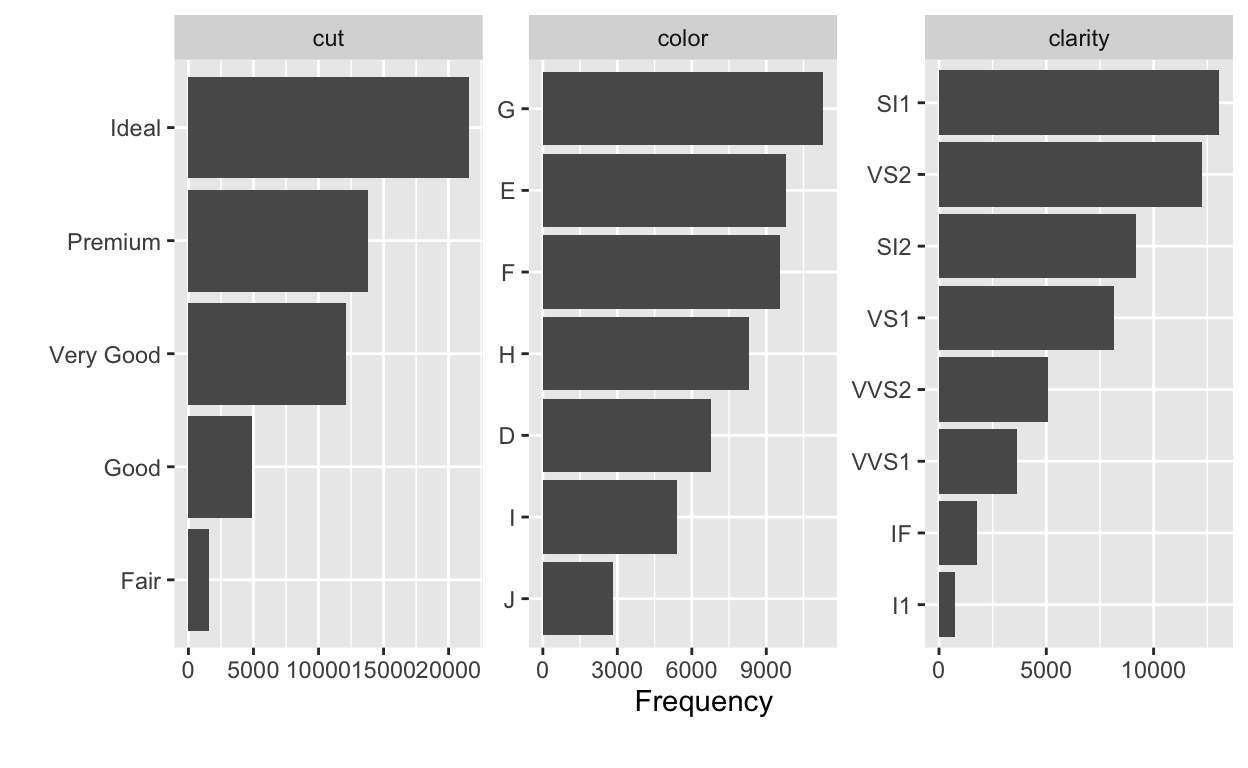 cut
Ideal
Premium
Very Good
Good
Fair
0 5000 10000 15000 20000
color
G
E
F
H
D
I
J
0 3000 6000 9000
clarity
SI1
VS2
SI2
VS1
VVS2
VVS1
IF
I1
0 5000 10000
Frequency